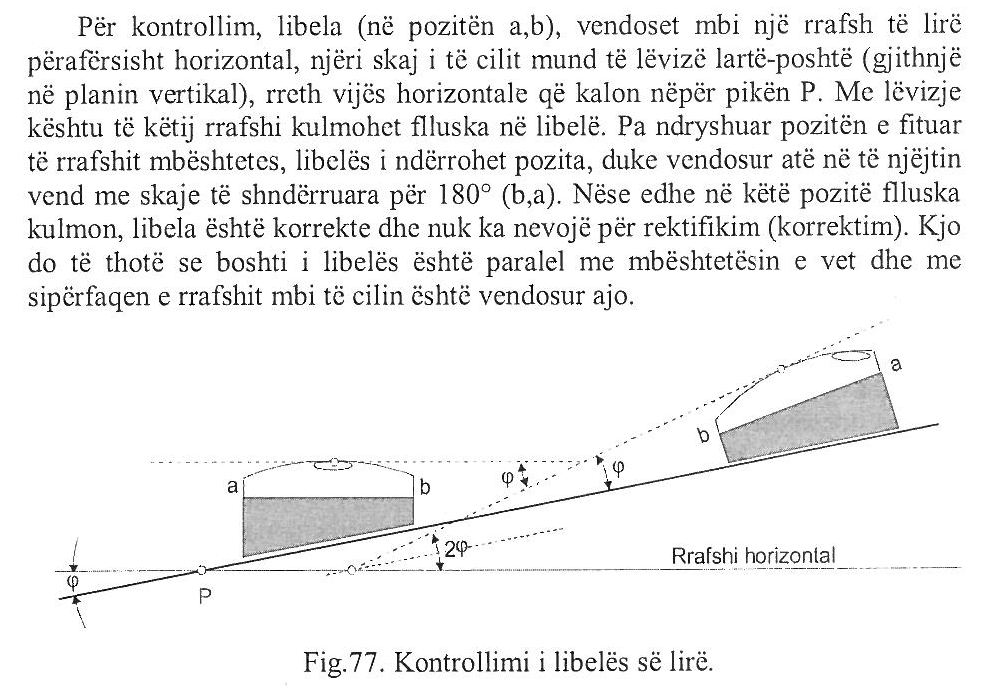 Për kontrollim, libela (në pozitën a,b), vendoset mbi një rrafsh të lirë
përafërsisht horizontal, njëri skaj i të cilit mund të lëvizë lartë-poshtë (gjithnjë
në planin vertikal), rreth vijës horizontale që kalon nëpër pikën P. Me lëvizje
kështu të këtij rrafshi kulmohet flluska në libelë. Pa ndryshuar pozitën e fituar
të rrafshit mbështetes, libelës i ndërrohet pozita, duke vendosur atë në të njëjtin
vend me skaje të shndërruara për 180° (b,a). Nëse edhe në këtë pozitë flluska
kulmon, libela është korrekte dhe nuk ka nevojë për rektifikim (korrektim). Kjo
do të thotë se boshti i libelës është paralel me mbështetësin e vet dhe me
sipërfaqen e rrafshit mbi të cilin është vendosur ajo.
a
b
a
b
φ
φ
2φ
Rrafshi horizontal
φ
P
Fig.77. Kontrollimi i libelës së lirë.